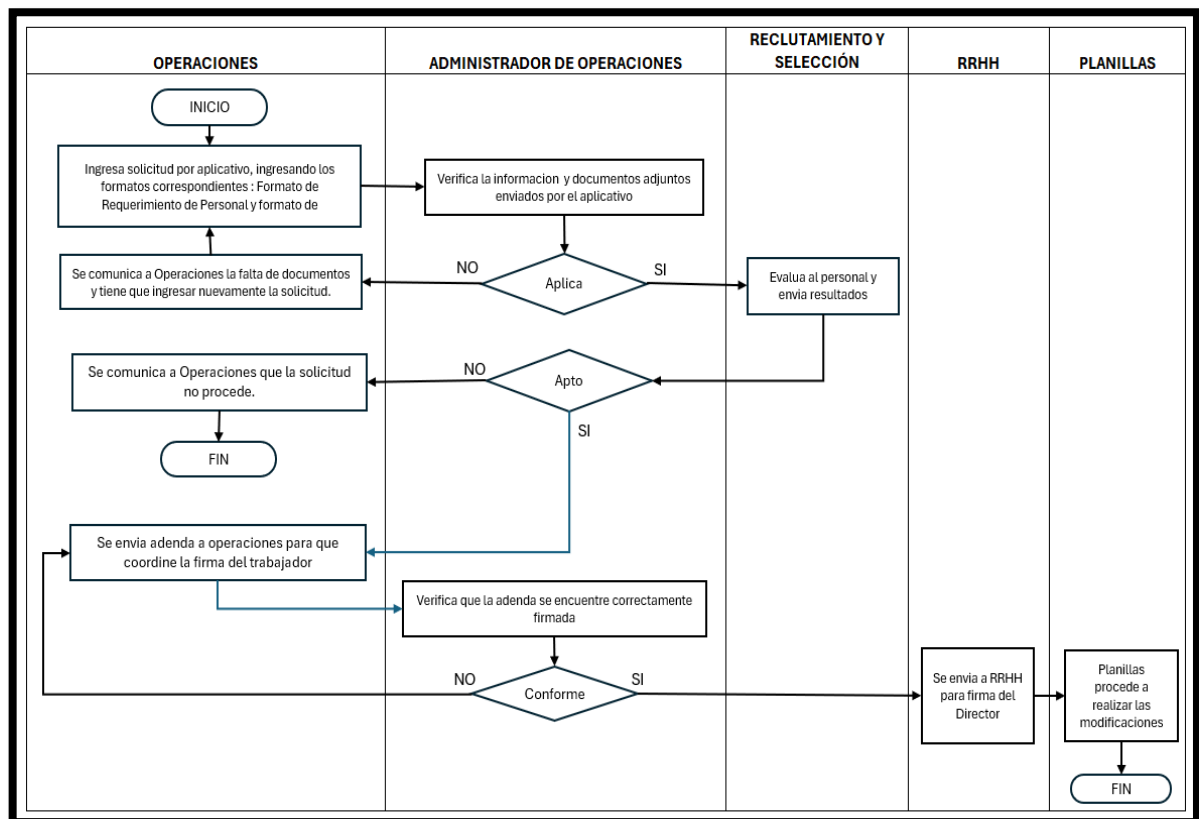 OPERACIONES
ADMINISTRADOR DE OPERACIONES
RECLUTAMIENTO Y
SELECCIÓN
RRHH
PLANILLAS
INICIO
Ingresa solicitud por aplicativo, ingresando los
formatos correspondientes : Formato de
Requerimiento de Personal y formato de
Verifica la informacion y documentos adjuntos
enviados por el aplicativo
Se comunica a Operaciones la falta de documentos
y tiene que ingresar nuevamente la solicitud.
NO
Aplica
SI
Evalua al personal y
envia resultados
Se comunica a Operaciones que la solicitud
no procede.
NO
Apto
SI
FIN
Se envia adenda a operaciones para que
coordine la firma del trabajador
Verifica que la adenda se encuentre correctamente
firmada
NO
Conforme
SI
Se envia a RRHH
para firma del
Director
Planillas
procede a
realizar las
modificaciones
FIN